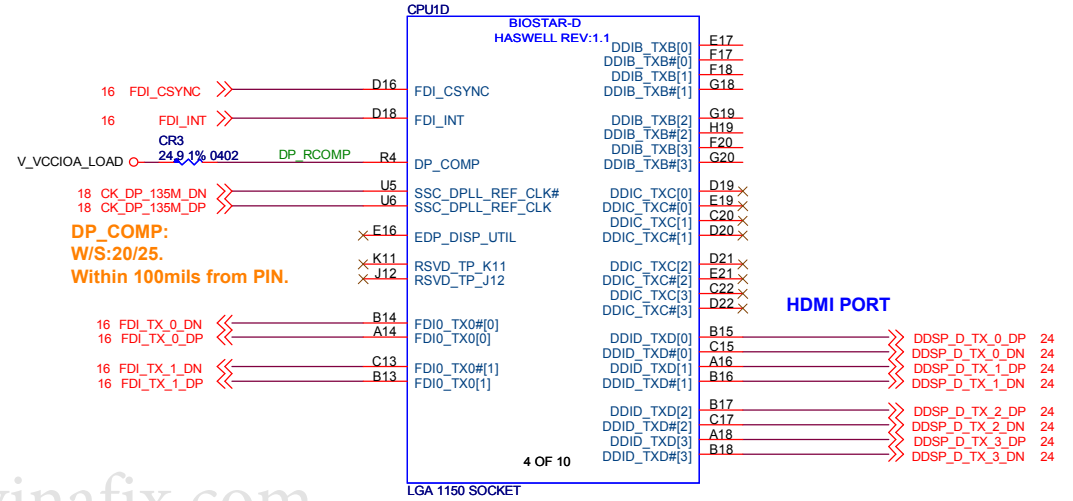 CPU1D
BIOSTAR-D
HASWELL REV:1.1
16 FDI_CSYNC D16 FDI_CSYNC
16 FDI_INT D18 FDI_INT
CR3
24.9 1% 0402
V_VCCIOA_LOAD DP_RCOMP R4 DP_COMP
18 CK_DP_135M_DN U5 SSC_DPLL_REF_CLK#
18 CK_DP_135M_DP U6 SSC_DPLL_REF_CLK
DP_COMP:
W/S:20/25.
Within 100mils from PIN.
E16 EDP_DISP_UTIL
K11 RSVD_TP_K11
J12 RSVD_TP_J12
16 FDI_TX_0_DN B14 FDI0_TX0#[0]
16 FDI_TX_0_DP A14 FDI0_TX0[0]
16 FDI_TX_1_DN C13 FDI0_TX0#[1]
16 FDI_TX_1_DP B13 FDI0_TX0[1]
DDIB_TXB[0] E17
DDIB_TXB#[0] F17
DDIB_TXB[1] F18
DDIB_TXB#[1] G18
DDIB_TXB[2] G19
DDIB_TXB#[2] H19
DDIB_TXB[3] F20
DDIB_TXB#[3] G20
DDIC_TXC[0] D19
DDIC_TXC#[0] E19
DDIC_TXC[1] C20
DDIC_TXC#[1] D20
DDIC_TXC[2] D21
DDIC_TXC#[2] E21
DDIC_TXC[3] C22
DDIC_TXC#[3] D22
HDMI PORT
DDID_TXD[0] B15 DDSP_D_TX_0_DP 24
DDID_TXD#[0] C15 DDSP_D_TX_0_DN 24
DDID_TXD[1] A16 DDSP_D_TX_1_DP 24
DDID_TXD#[1] B16 DDSP_D_TX_1_DN 24
DDID_TXD[2] B17 DDSP_D_TX_2_DP 24
DDID_TXD#[2] C17 DDSP_D_TX_2_DN 24
DDID_TXD[3] A18 DDSP_D_TX_3_DP 24
DDID_TXD#[3] B18 DDSP_D_TX_3_DN 24
4 OF 10
LGA 1150 SOCKET